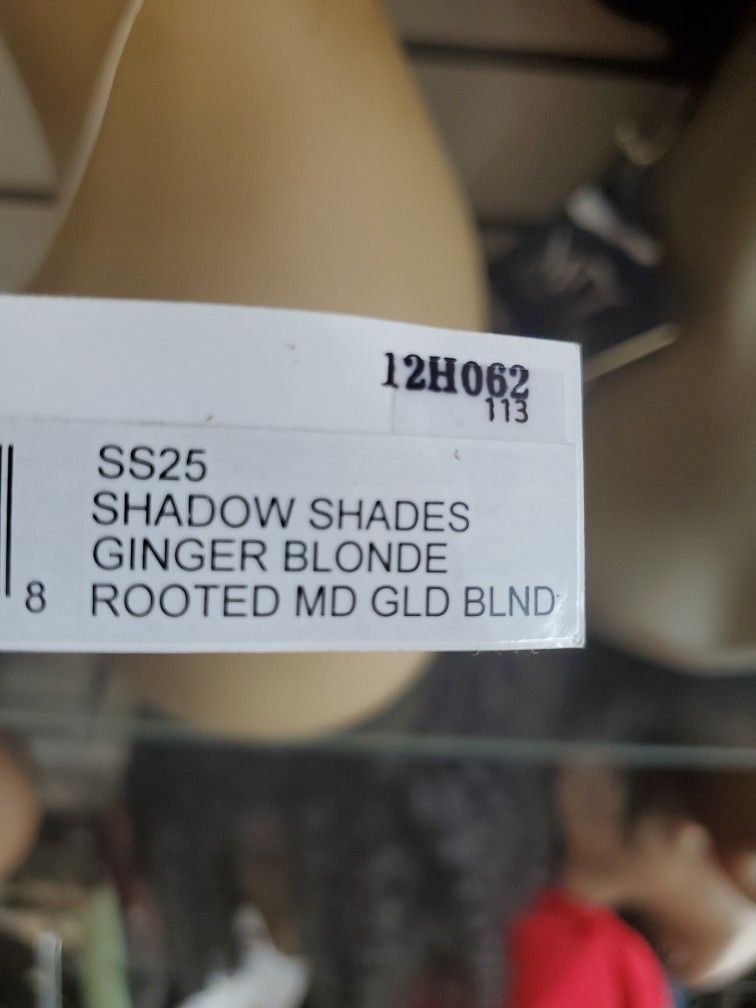 12H062
113
SS25
SHADOW SHADES
GINGER BLONDE
8 ROOTED MD GLD BLND